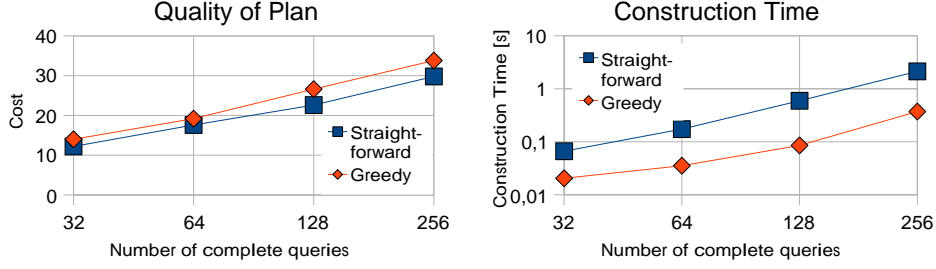 Quality of Plan
40
30
20
10
0
Cost
32
64
128
256
Number of complete queries
Straight-
forward
Greedy
Construction Time
10
1
0.1
0,01
Construction Time [s]
32
64
128
256
Number of complete queries
Straight-
forward
Greedy